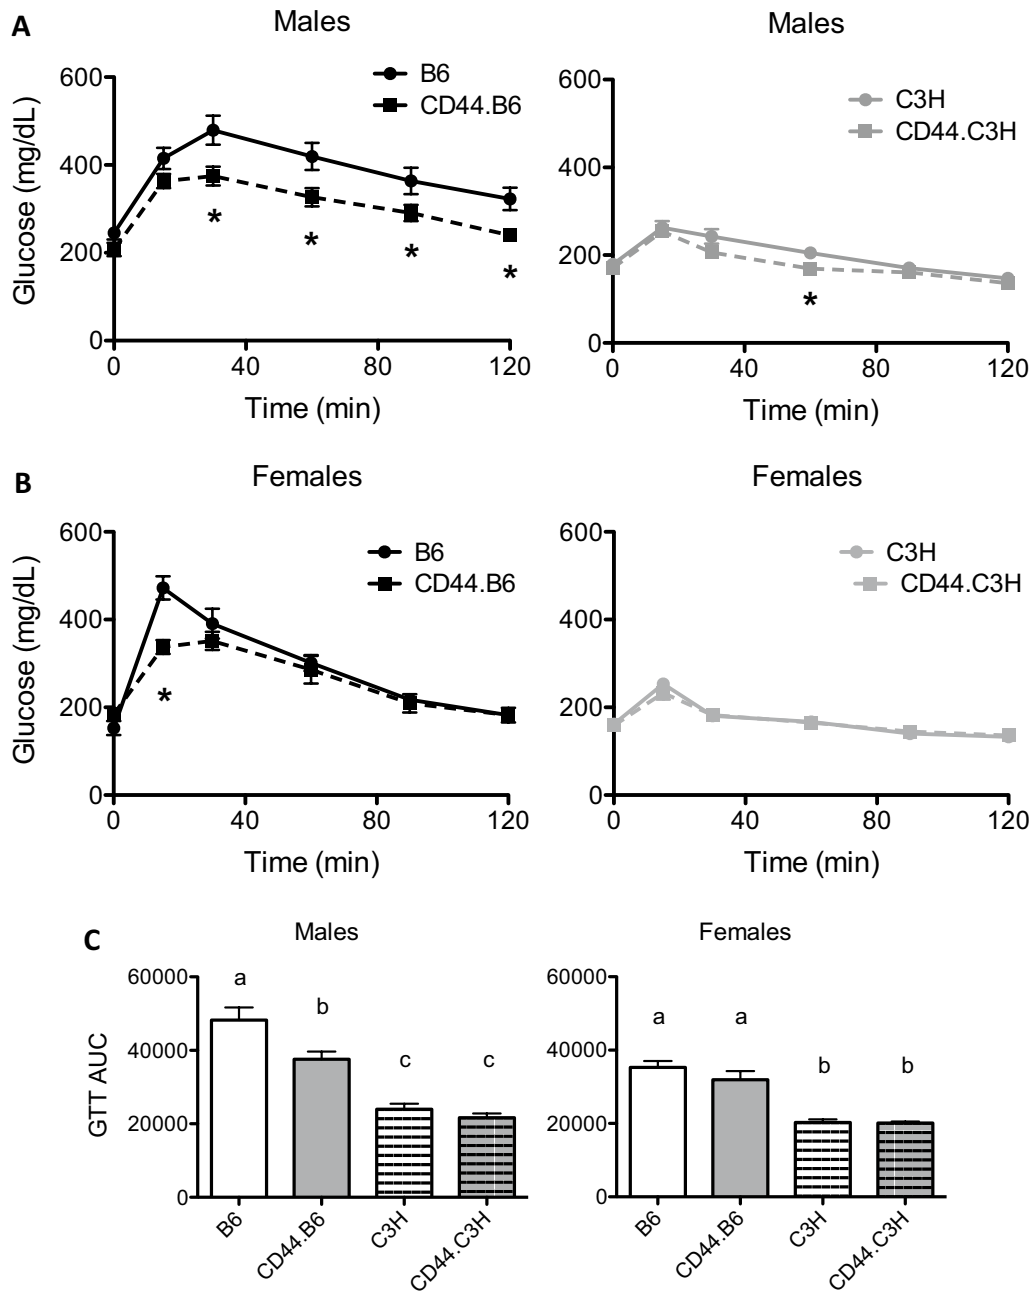 A
Males
Males
B6
CD44.B6
C3H
CD44.C3H
Glucose (mg/dL)
600
400
200
0
*
*
*
*
0
40
80
120
Time (min)
600
400
200
0
*
0
40
80
120
Time (min)
B
Females
Females
B6
CD44.B6
C3H
CD44.C3H
Glucose (mg/dL)
600
400
200
0
*
0
40
80
120
Time (min)
600
400
200
0
0
40
80
120
Time (min)
C
Males
Females
GTT AUC
60000
40000
20000
0
a
b
c
c
B6
CD44.B6
C3H
CD44.C3H
60000
40000
20000
0
a
a
b
b
B6
CD44.B6
C3H
CD44.C3H